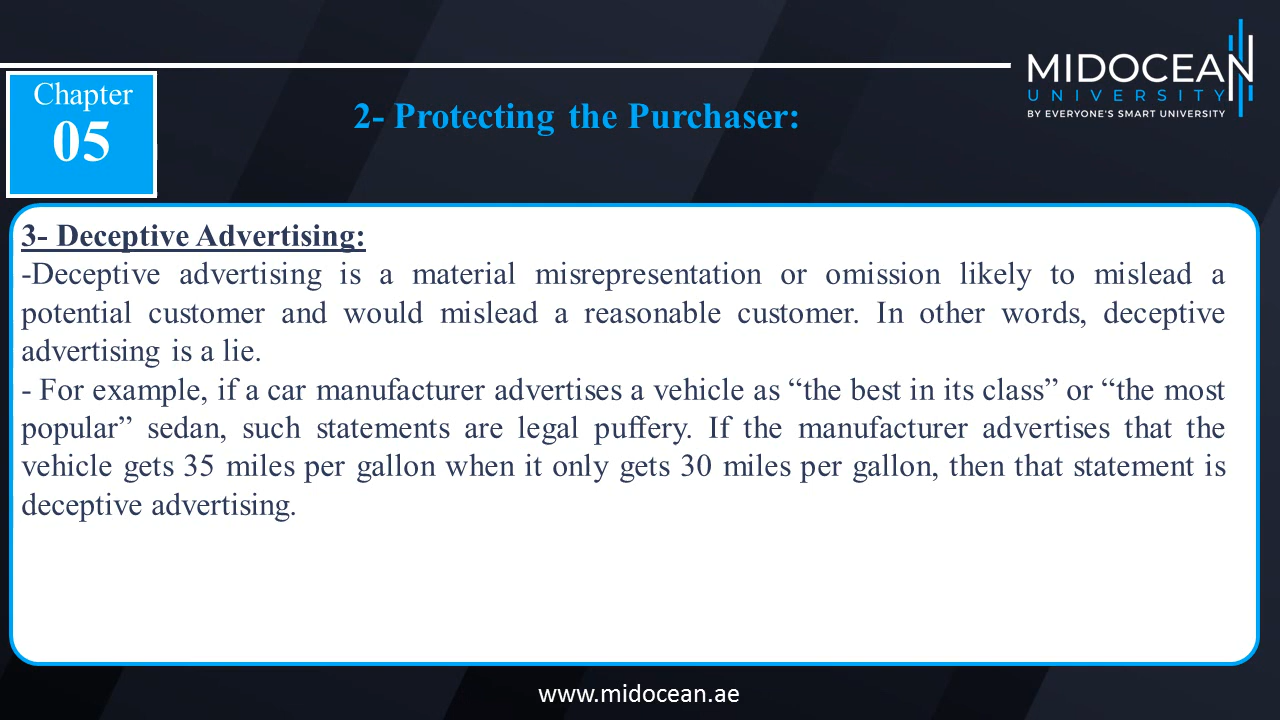 MIDOCEAN
UNIVERSITY
BY EVERYONE'S SMART UNIVERSITY
Chapter
05
2- Protecting the Purchaser:
3- Deceptive Advertising:
-Deceptive advertising is a material misrepresentation or omission likely to mislead a
potential customer and would mislead a reasonable customer. In other words, deceptive
advertising is a lie.
- For example, if a car manufacturer advertises a vehicle as “the best in its class” or “the most
popular” sedan, such statements are legal puffery. If the manufacturer advertises that the
vehicle gets 35 miles per gallon when it only gets 30 miles per gallon, then that statement is
deceptive advertising.
www.midocean.ae